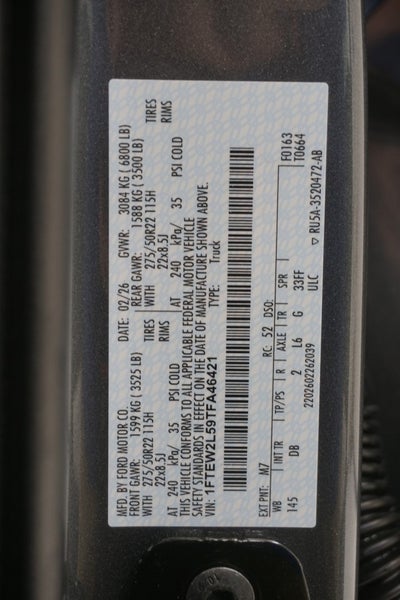 MFD. BY FORD MOTOR CO.
DATE: 02/26 GVWR: 3084 KG ( 6800 LB)
FRONT GAWR: 1599 KG ( 3525 LB) REAR GAWR: 1588 KG ( 3500 LB)
WITH 275/50R22 115H TIRES WITH 275/50R22 115H TIRES
22x8.5J RIMS 22x8.5J RIMS
AT 240 kPa/ 35 PSI COLD AT 240 kPa/ 35 PSI COLD
THIS VEHICLE CONFORMS TO ALL APPLICABLE FEDERAL MOTOR VEHICLE
SAFETY STANDARDS IN EFFECT ON THE DATE OF MANUFACTURE SHOWN ABOVE.
VIN: 1FTEW2L59TFA46421 TYPE: Truck
F0163
EXT PNT: M7 RC: 52 DSO: T0664
WB INT TR TP/PS R AXLE TR SPR
145 DB 2 L6 G 33FF
ULC
2202602262039 ▽ RU5A-3520472-AB